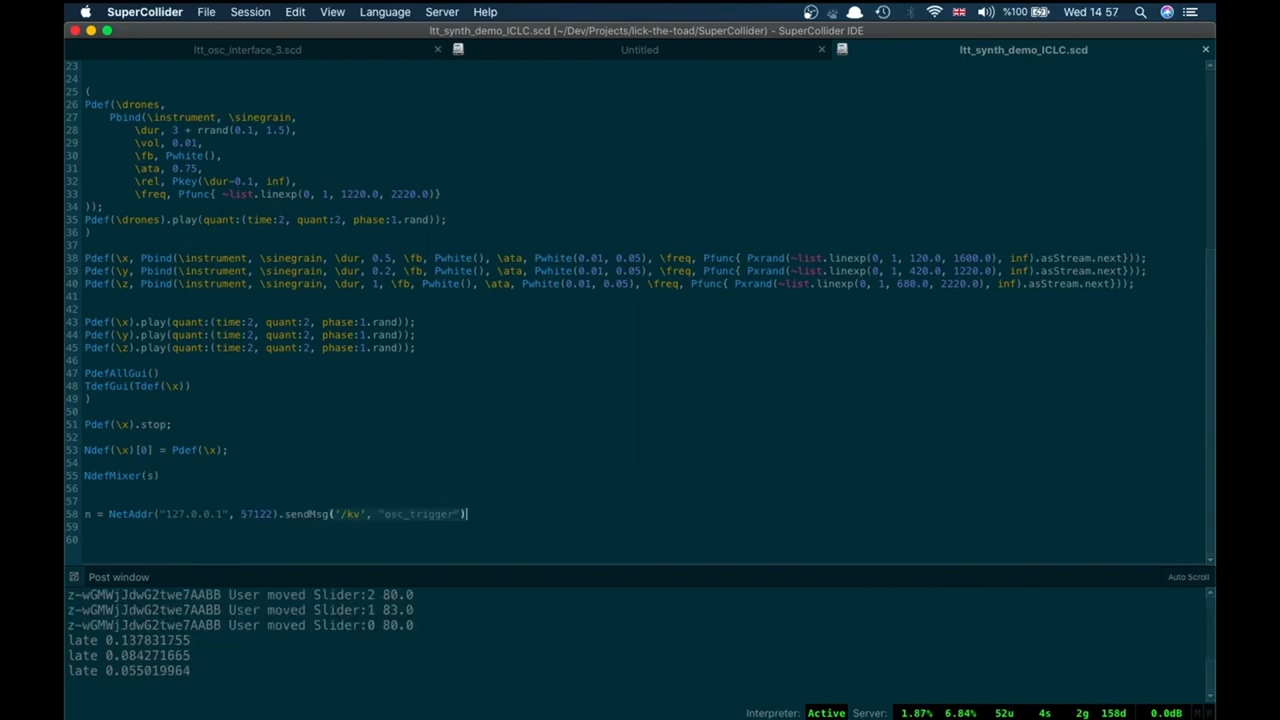 SuperCollider File Session Edit View Language Server Help %100 Wed 14 57
ltt_synth_demo_ICLC.scd (~/Dev/Projects/lick-the-toad/SuperCollider) - SuperCollider IDE
ltt_osc_interface_3.scd Untitled ltt_synth_demo_ICLC.scd
23
24
25 (
26 Pdef(\drones,
27 Pbind(\instrument, \sinegrain,
28 \dur, 3 + rrand(0.1, 1.5),
29 \vol, 0.01,
30 \fb, Pwhite(),
31 \ata, 0.75,
32 \rel, Pkey(\dur-0.1, inf),
33 \freq, Pfunc{ ~list.linexp(0, 1, 1220.0, 2220.0)}
34 ));
35 Pdef(\drones).play(quant:(time:2, quant:2, phase:1.rand));
36 )
37
38 Pdef(\x, Pbind(\instrument, \sinegrain, \dur, 0.5, \fb, Pwhite(), \ata, Pwhite(0.01, 0.05), \freq, Pfunc{ Pxrand(~list.linexp(0, 1, 120.0, 1600.0), inf).asStream.next}));
39 Pdef(\y, Pbind(\instrument, \sinegrain, \dur, 0.2, \fb, Pwhite(), \ata, Pwhite(0.01, 0.05), \freq, Pfunc{ Pxrand(~list.linexp(0, 1, 420.0, 1220.0), inf).asStream.next}));
40 Pdef(\z, Pbind(\instrument, \sinegrain, \dur, 1, \fb, Pwhite(), \ata, Pwhite(0.01, 0.05), \freq, Pfunc{ Pxrand(~list.linexp(0, 1, 680.0, 2220.0), inf).asStream.next}));
41
42
43 Pdef(\x).play(quant:(time:2, quant:2, phase:1.rand));
44 Pdef(\y).play(quant:(time:2, quant:2, phase:1.rand));
45 Pdef(\z).play(quant:(time:2, quant:2, phase:1.rand));
46
47 PdefAllGui()
48 TdefGui(Tdef(\x))
49 )
50
51 Pdef(\x).stop;
52
53 Ndef(\x)[0] = Pdef(\x);
54
55 NdefMixer(s)
56
57
58 n = NetAddr("127.0.0.1", 57122).sendMsg('/kv', "osc_trigger")
59
60
Post window Auto Scroll
z-wGMWjJdwG2twe7AABB User moved Slider:2 80.0
z-wGMWjJdwG2twe7AABB User moved Slider:1 83.0
z-wGMWjJdwG2twe7AABB User moved Slider:0 80.0
late 0.137831755
late 0.084271665
late 0.055019964
Interpreter: Active Server: 1.87% 6.84% 52u 4s 2g 158d 0.0dB M R